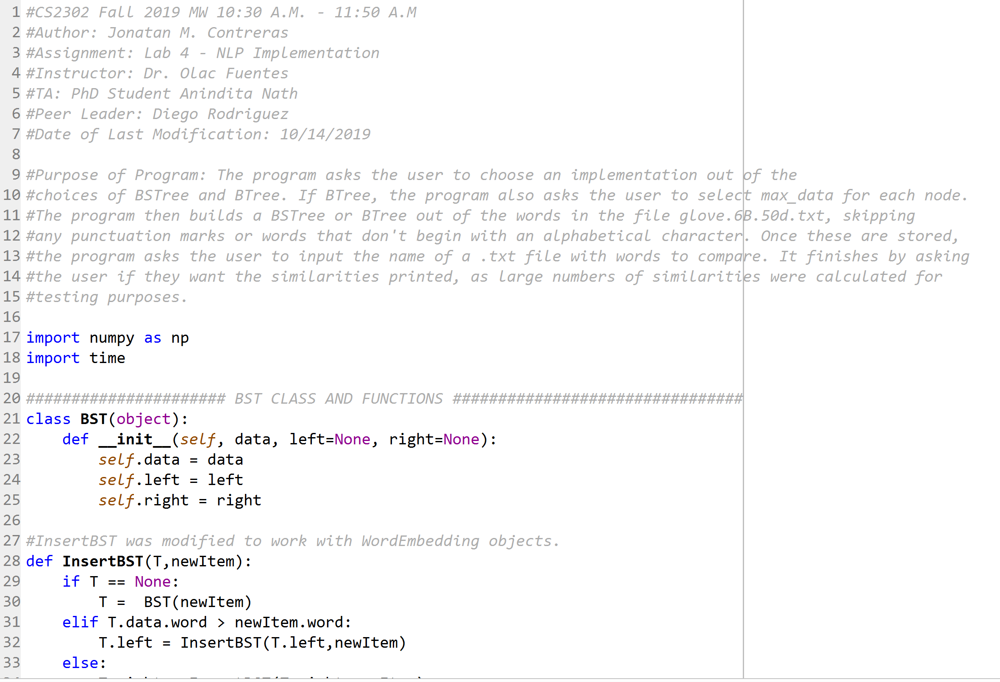 1 #CS2302 Fall 2019 MW 10:30 A.M. - 11:50 A.M
2 #Author: Jonatan M. Contreras
3 #Assignment: Lab 4 - NLP Implementation
4 #Instructor: Dr. Olac Fuentes
5 #TA: PhD Student Anindita Nath
6 #Peer Leader: Diego Rodriguez
7 #Date of Last Modification: 10/14/2019
8
9 #Purpose of Program: The program asks the user to choose an implementation out of the
10 #choices of BSTree and BTree. If BTree, the program also asks the user to select max_data for each node.
11 #The program then builds a BSTree or BTree out of the words in the file glove.6B.50d.txt, skipping
12 #any punctuation marks or words that don't begin with an alphabetical character. Once these are stored,
13 #the program asks the user to input the name of a .txt file with words to compare. It finishes by asking
14 #the user if they want the similarities printed, as large numbers of similarities were calculated for
15 #testing purposes.
16
17 import numpy as np
18 import time
19
20 ###################### BST CLASS AND FUNCTIONS ################################
21 class BST(object):
22     def __init__(self, data, left=None, right=None):
23         self.data = data
24         self.left = left
25         self.right = right
26
27 #InsertBST was modified to work with WordEmbedding objects.
28 def InsertBST(T,newItem):
29     if T == None:
30         T =  BST(newItem)
31     elif T.data.word > newItem.word:
32         T.left = InsertBST(T.left,newItem)
33     else: